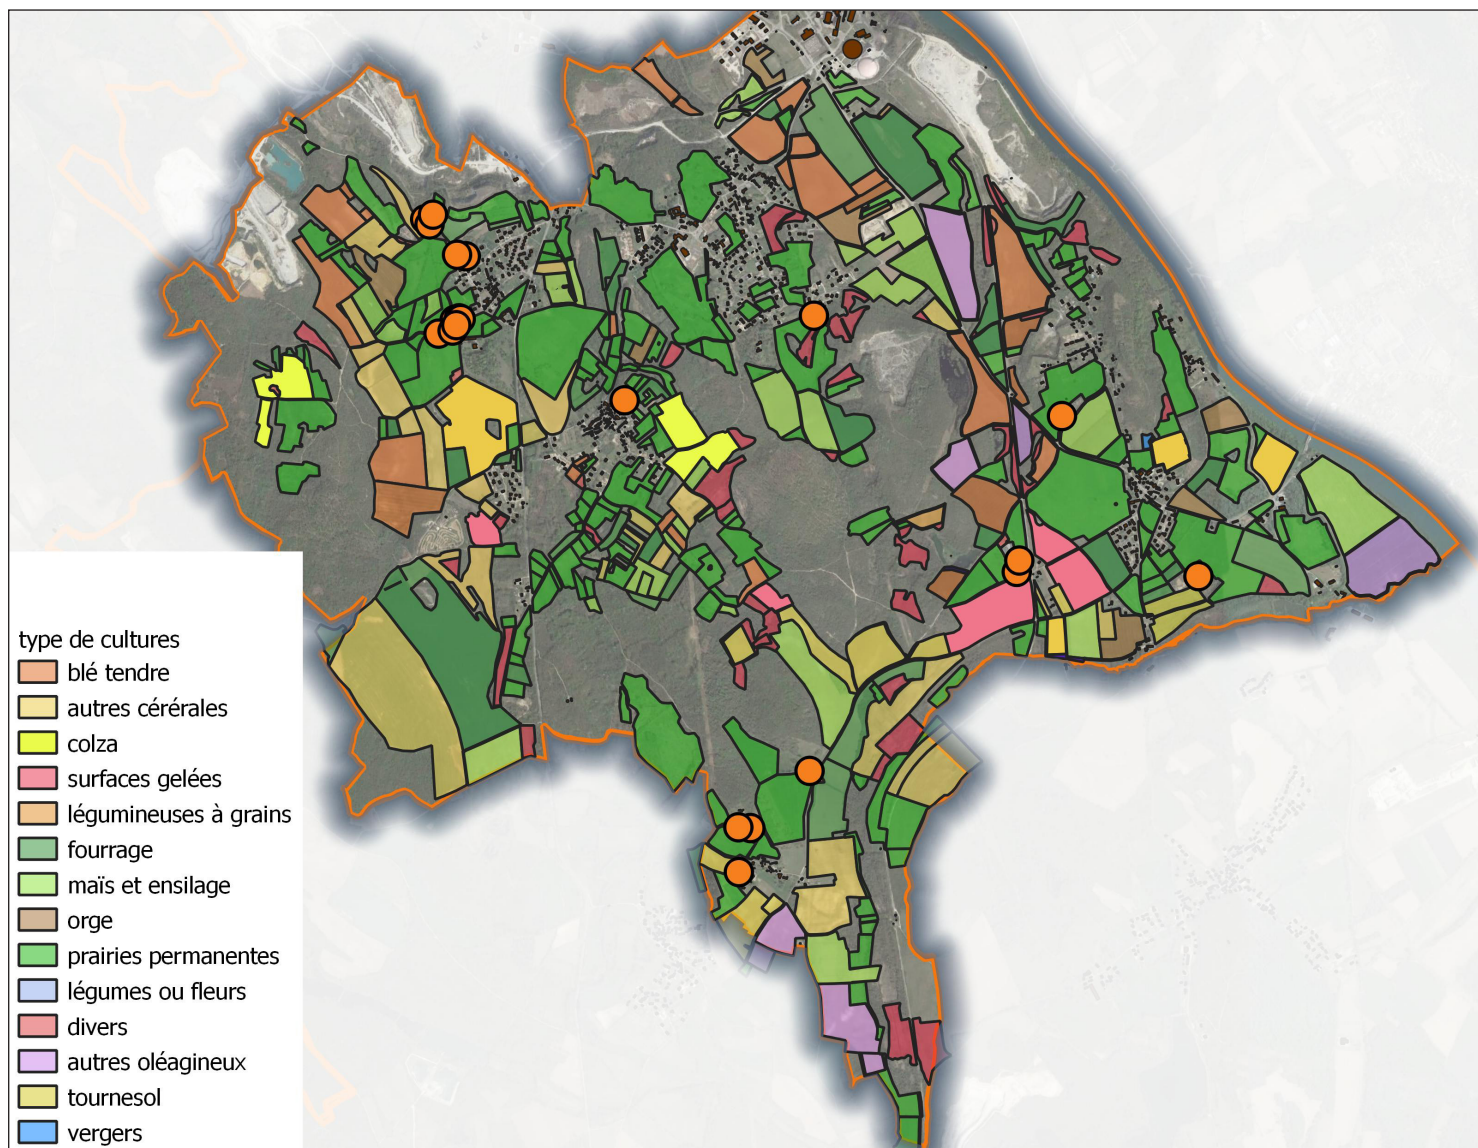 type de cultures
blé tendre
autres cérérales
colza
surfaces gelées
légumineuses à grains
fourrage
maïs et ensilage
orge
prairies permanentes
légumes ou fleurs
divers
autres oléagineux
tournesol
vergers